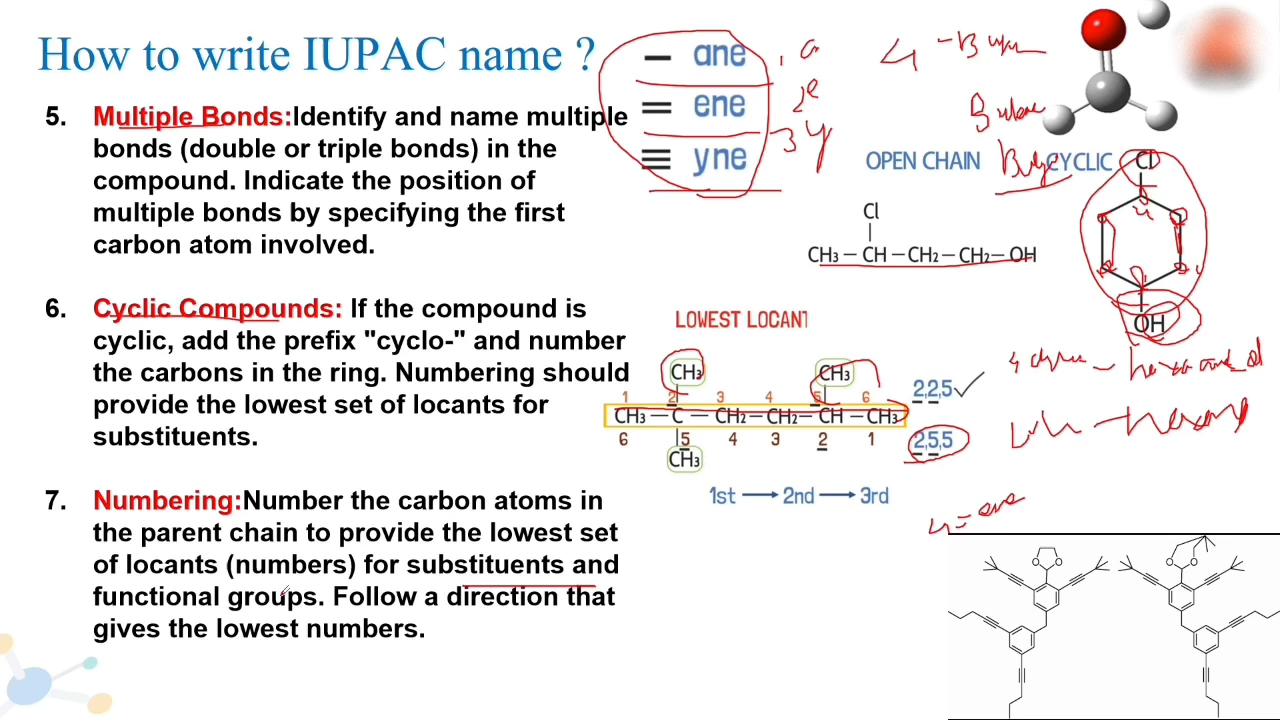 How to write IUPAC name ?
5. Multiple Bonds:Identify and name multiple
bonds (double or triple bonds) in the
compound. Indicate the position of
multiple bonds by specifying the first
carbon atom involved.
6. Cyclic Compounds: If the compound is
cyclic, add the prefix "cyclo-" and number
the carbons in the ring. Numbering should
provide the lowest set of locants for
substituents.
7. Numbering:Number the carbon atoms in
the parent chain to provide the lowest set
of locants (numbers) for substituents and
functional groups. Follow a direction that
gives the lowest numbers.
— ane
= ene
≡ yne
OPEN CHAIN
CYCLIC
Cl
CH₃ — CH — CH₂ — CH₂ — OH
Cl
OH
LOWEST LOCANT
CH₃ CH₃
1 2 3 4 5 6
CH₃ — C — CH₂ — CH₂ — CH — CH₃
6 5 4 3 2 1
CH₃
2,2,5
2,5,5
1st → 2nd → 3rd
O O
O O